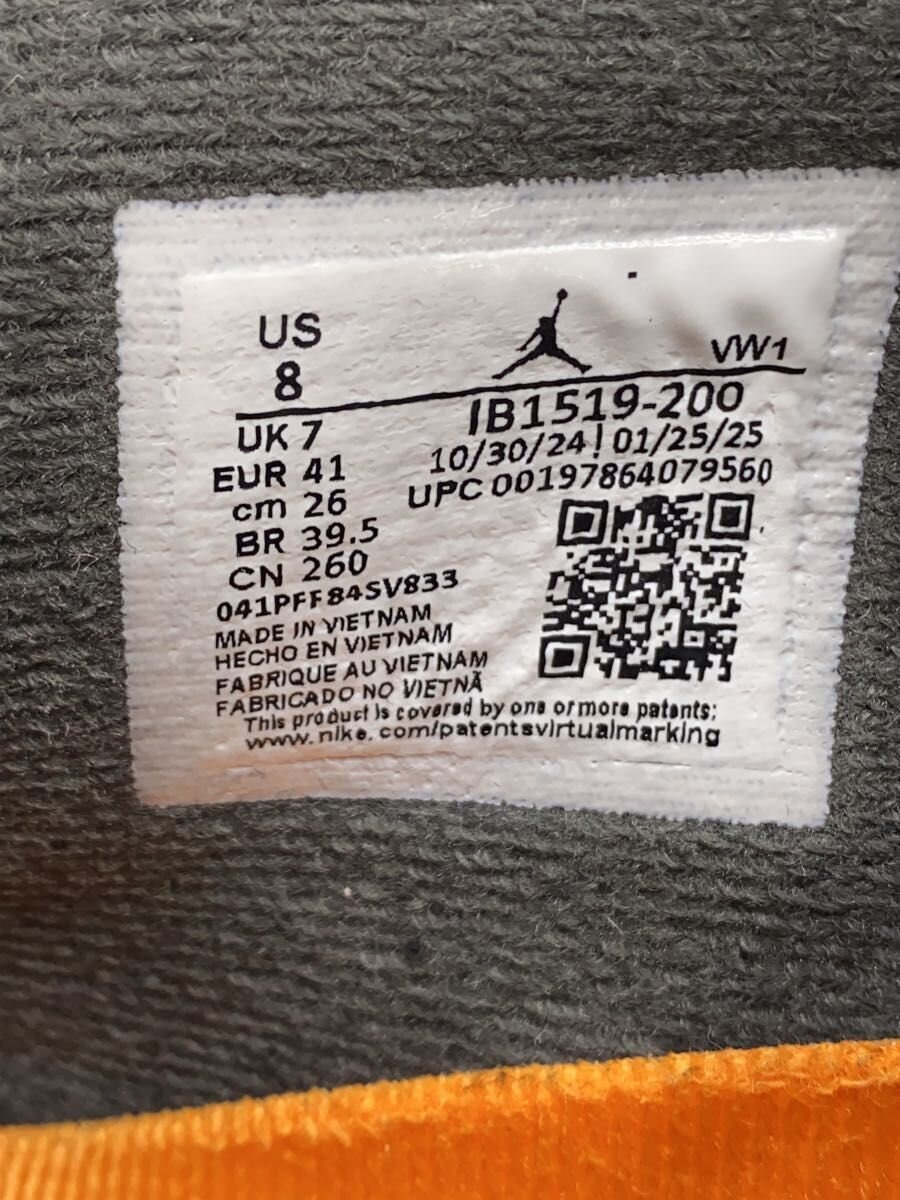 US
8
VW1
IB1519-200
10/30/24! 01/25/25
UPC 00197864079560
UK 7
EUR 41
cm 26
BR 39.5
CN 260
041PFF84SV833
MADE IN VIETNAM
HECHO EN VIETNAM
FABRIQUE AU VIETNAM
FABRICADO NO VIETNÃ
This product is covered by one or more patents:
www.nike.com/patentsvirtualmarking